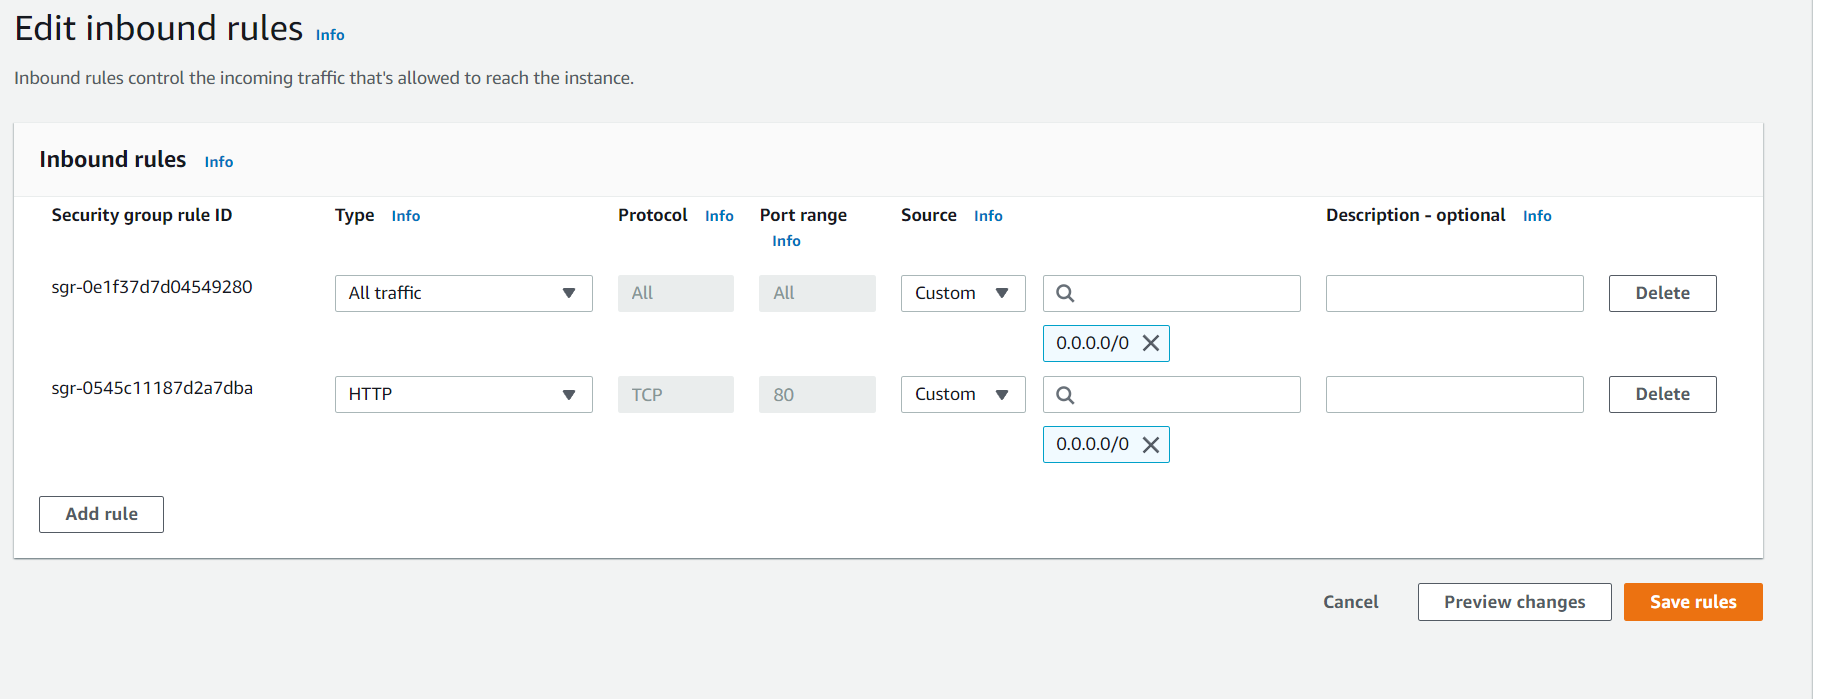 Edit inbound rules Info
Inbound rules control the incoming traffic that's allowed to reach the instance.
Inbound rules Info
Security group rule ID Type Info Protocol Info Port range Info Source Info Description - optional Info
sgr-0e1f37d7d04549280 All traffic All All Custom Delete
0.0.0.0/0
sgr-0545c11187d2a7dba HTTP TCP 80 Custom Delete
0.0.0.0/0
Add rule
Cancel Preview changes Save rules